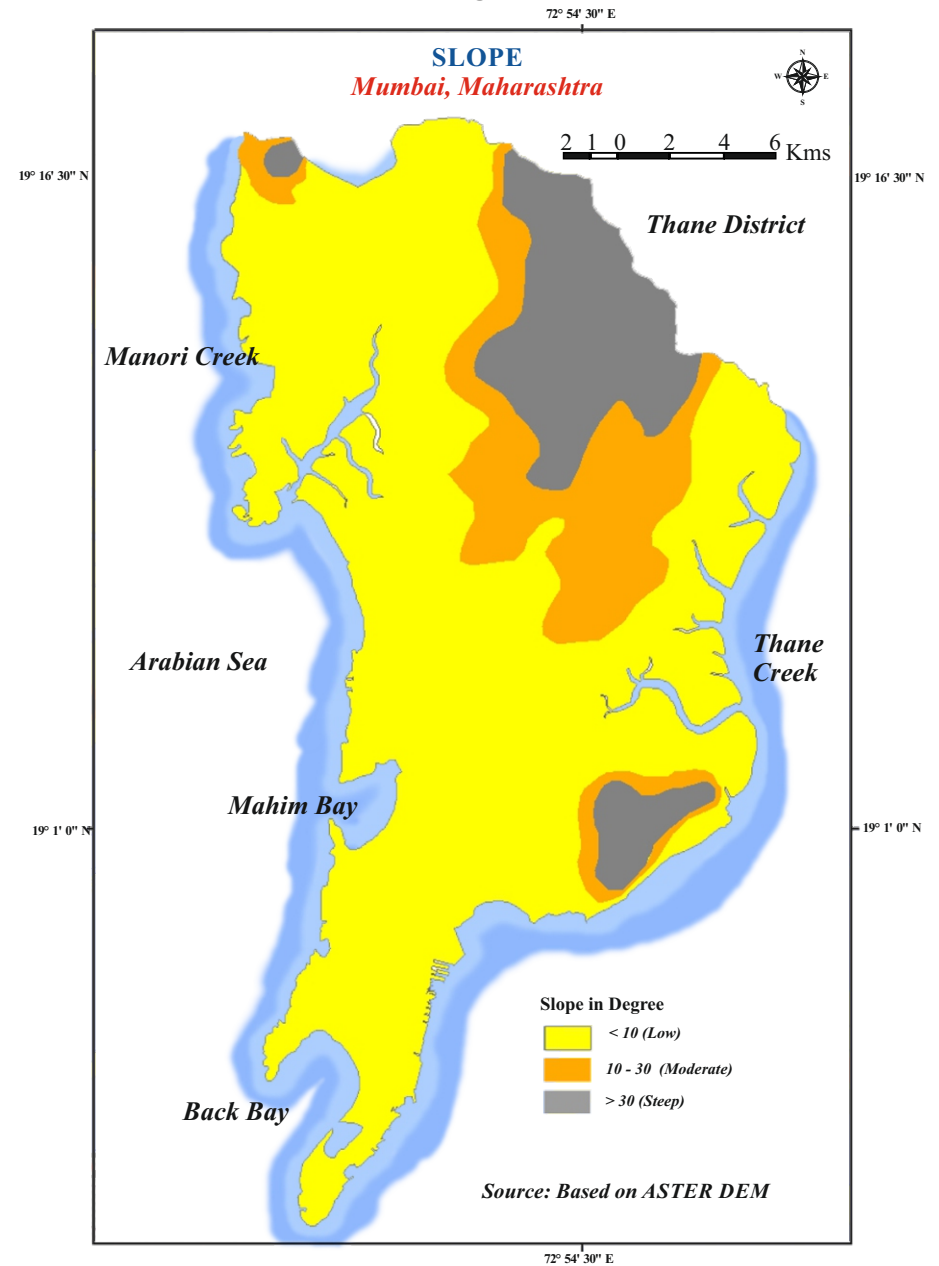 72° 54' 30" E
SLOPE
Mumbai, Maharashtra
N
W E
S
2 1 0 2 4 6 Kms
19° 16' 30" N
19° 16' 30" N
Thane District
Manori Creek
Arabian Sea
Thane
Creek
Mahim Bay
19° 1' 0" N
19° 1' 0" N
Slope in Degree
< 10 (Low)
10 - 30 (Moderate)
> 30 (Steep)
Back Bay
Source: Based on ASTER DEM
72° 54' 30" E